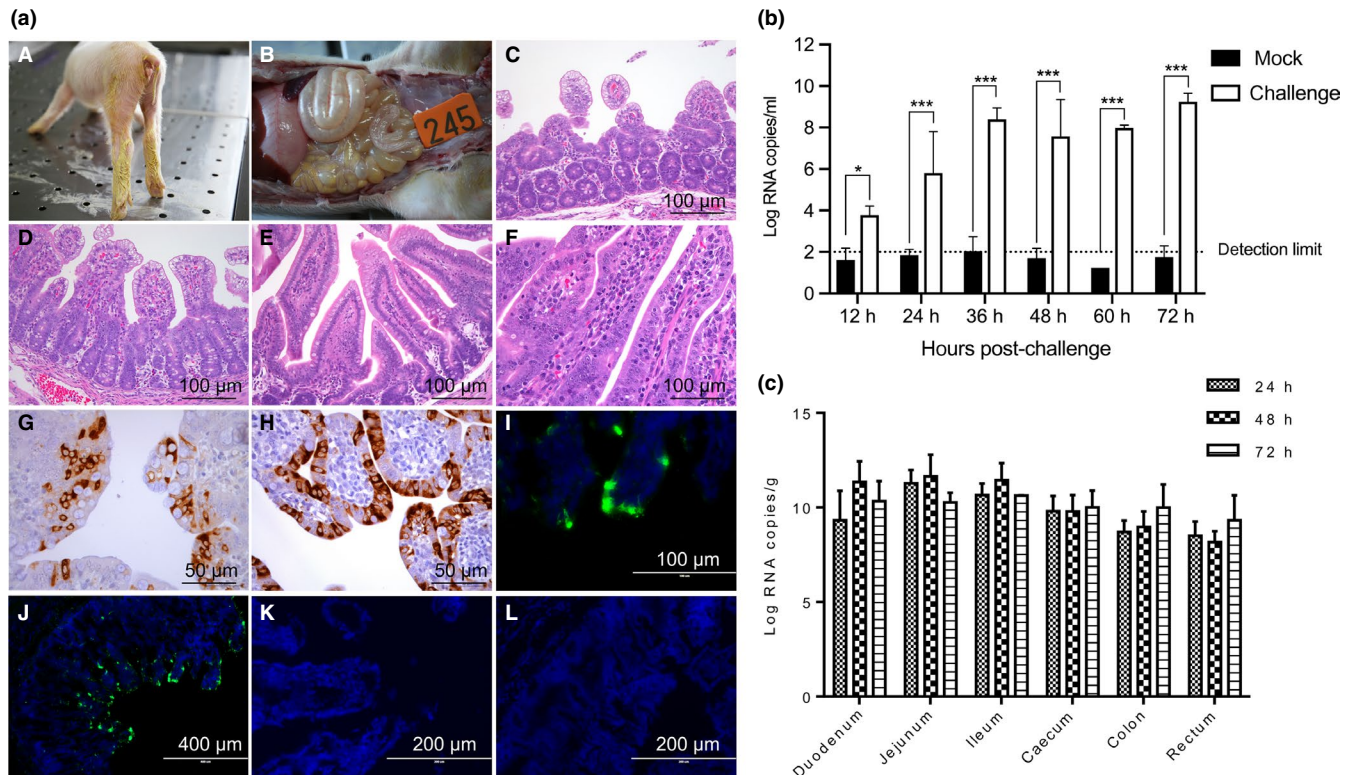 (a)
A
B
245
C
100 µm
D
100 µm
E
100 µm
F
100 µm
G
50 µm
H
50 µm
I
100 µm
J
400 µm
K
200 µm
L
200 µm
(b)
Log RNA copies/ml
12
10
8
6
4
2
0
*
***
***
***
***
***
Mock
Challenge
Detection limit
12 h 24 h 36 h 48 h 60 h 72 h
Hours post-challenge
(c)
24 h
48 h
72 h
Log RNA copies/g
15
10
5
0
Duodenum
Jejunum
Ileum
Caecum
Colon
Rectum